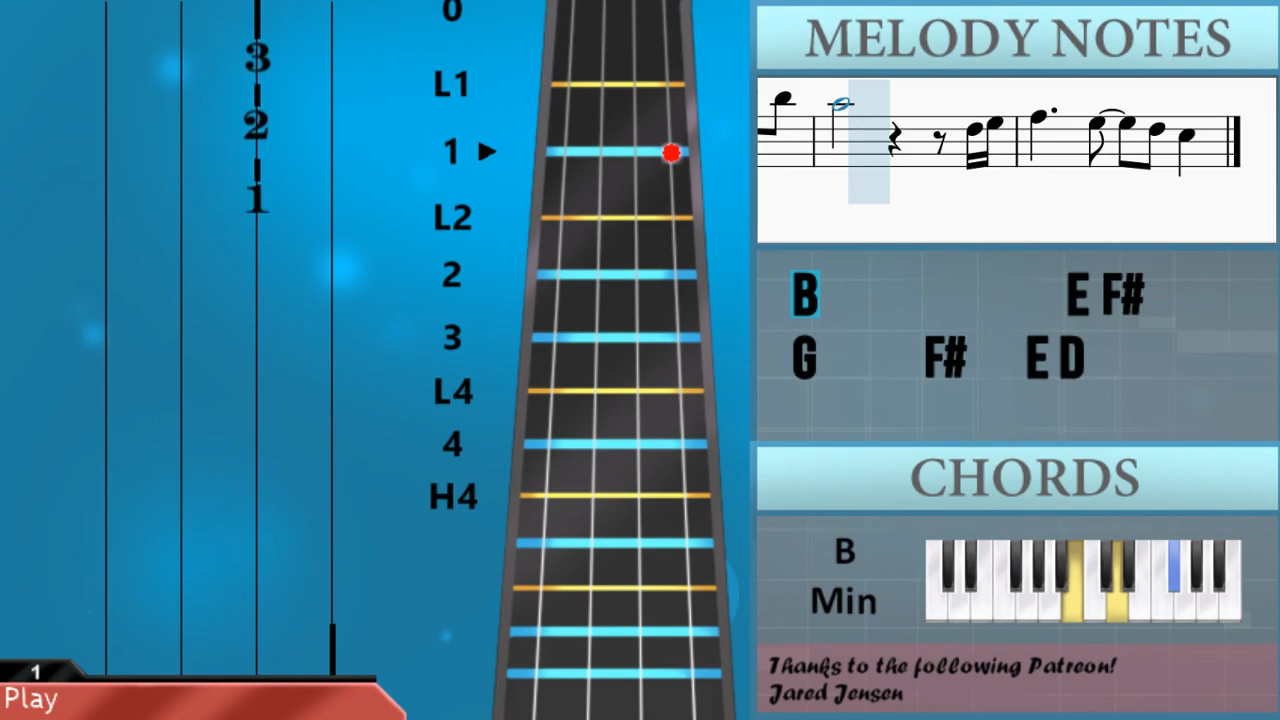 3
2
1
0
L1
1
L2
2
3
L4
4
H4
1
Play
MELODY NOTES
B E F#
G F# E D
CHORDS
B
Min
Thanks to the following Patreon!
Jared Jensen